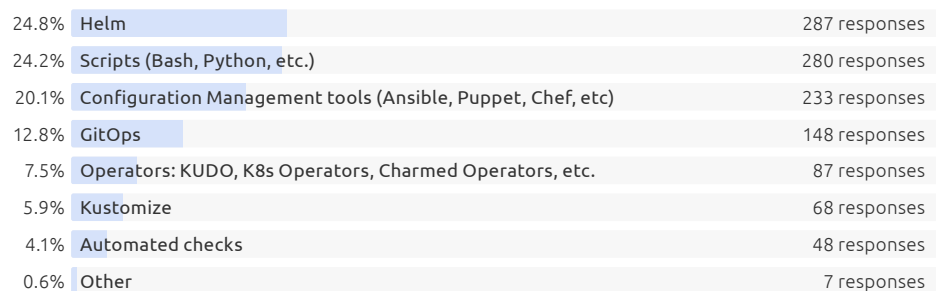 24.8% Helm 287 responses
24.2% Scripts (Bash, Python, etc.) 280 responses
20.1% Configuration Management tools (Ansible, Puppet, Chef, etc) 233 responses
12.8% GitOps 148 responses
7.5% Operators: KUDO, K8s Operators, Charmed Operators, etc. 87 responses
5.9% Kustomize 68 responses
4.1% Automated checks 48 responses
0.6% Other 7 responses